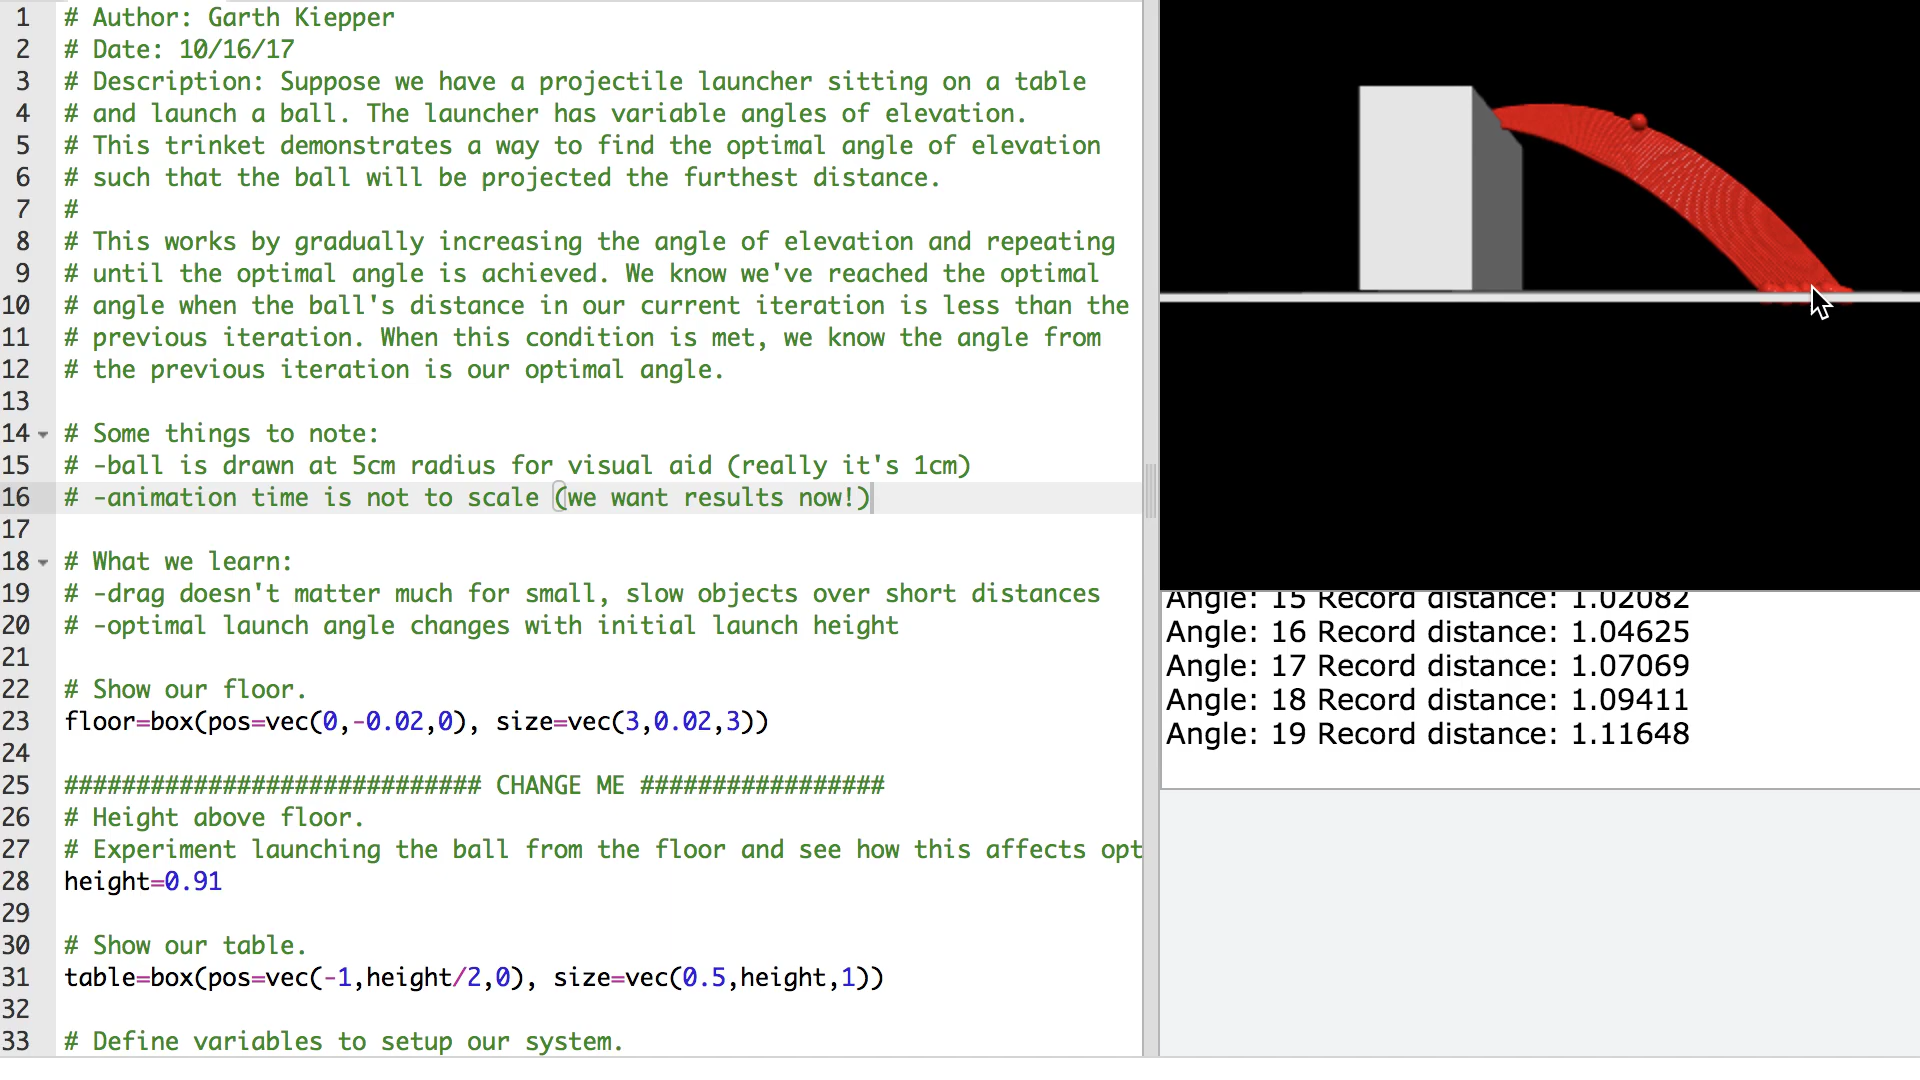 1 # Author: Garth Kiepper
2 # Date: 10/16/17
3 # Description: Suppose we have a projectile launcher sitting on a table
4 # and launch a ball. The launcher has variable angles of elevation.
5 # This trinket demonstrates a way to find the optimal angle of elevation
6 # such that the ball will be projected the furthest distance.
7 #
8 # This works by gradually increasing the angle of elevation and repeating
9 # until the optimal angle is achieved. We know we've reached the optimal
10 # angle when the ball's distance in our current iteration is less than the
11 # previous iteration. When this condition is met, we know the angle from
12 # the previous iteration is our optimal angle.
13
14 # Some things to note:
15 # -ball is drawn at 5cm radius for visual aid (really it's 1cm)
16 # -animation time is not to scale (we want results now!)
17
18 # What we learn:
19 # -drag doesn't matter much for small, slow objects over short distances
20 # -optimal launch angle changes with initial launch height
21
22 # Show our floor.
23 floor=box(pos=vec(0,-0.02,0), size=vec(3,0.02,3))
24
25 ############################# CHANGE ME #################
26 # Height above floor.
27 # Experiment launching the ball from the floor and see how this affects opt
28 height=0.91
29
30 # Show our table.
31 table=box(pos=vec(-1,height/2,0), size=vec(0.5,height,1))
32
33 # Define variables to setup our system.
Angle: 15 Record distance: 1.02082
Angle: 16 Record distance: 1.04625
Angle: 17 Record distance: 1.07069
Angle: 18 Record distance: 1.09411
Angle: 19 Record distance: 1.11648